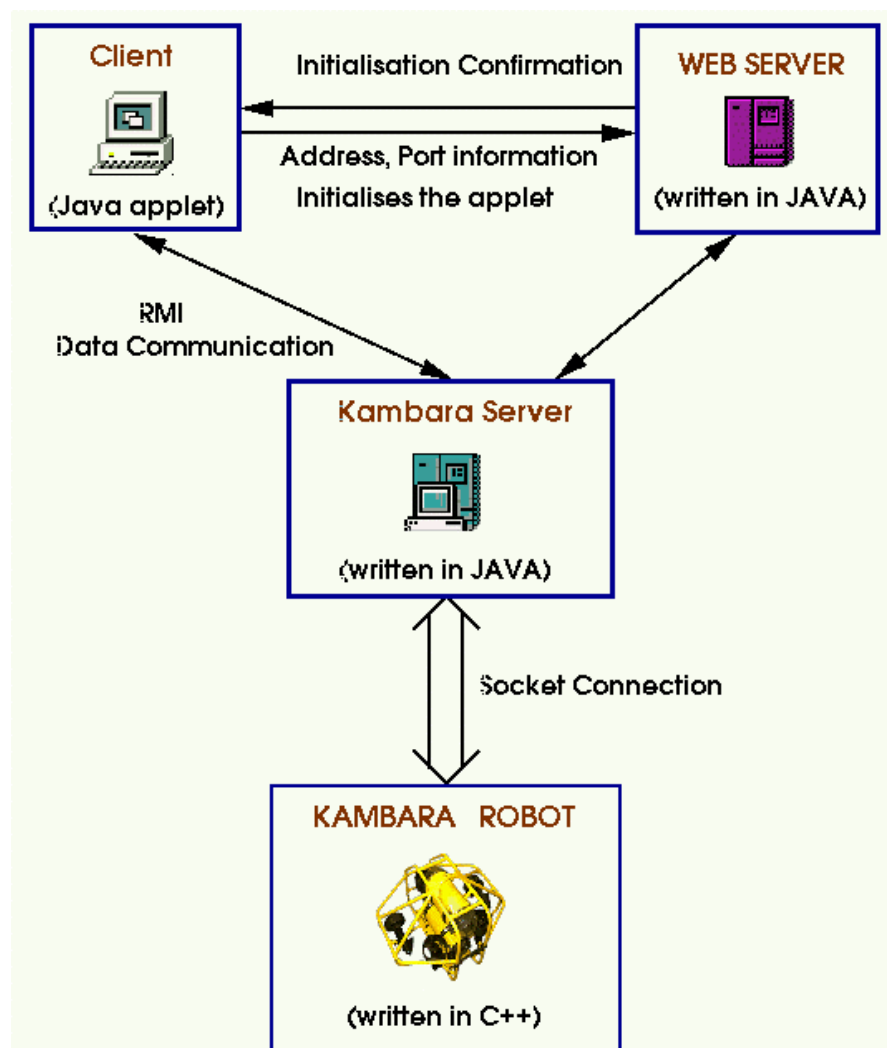 Client
Initialisation Confirmation
WEB SERVER
Address, Port information
Initialises the applet
(Java applet)
(written in JAVA)
RMI
Data Communication
Kambara Server
(written in JAVA)
Socket Connection
KAMBARA ROBOT
(written in C++)